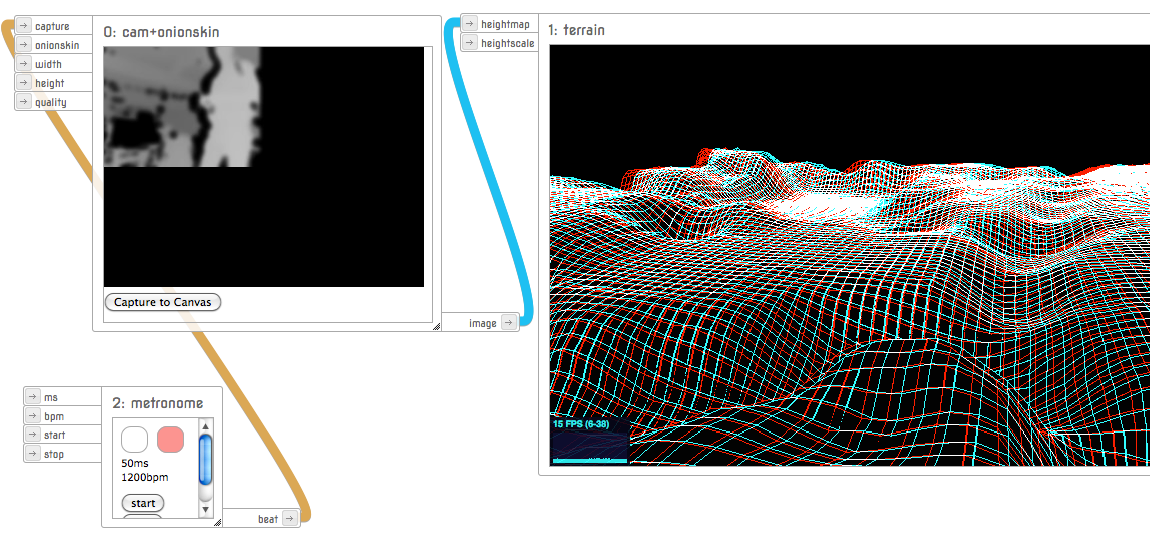 capture
onionskin
width
height
quality
0: cam+onionskin
Capture to Canvas
image
heightmap
heightscale
1: terrain
15 FPS (6-38)
ms
bpm
start
stop
2: metronome
50ms
1200bpm
start
beat